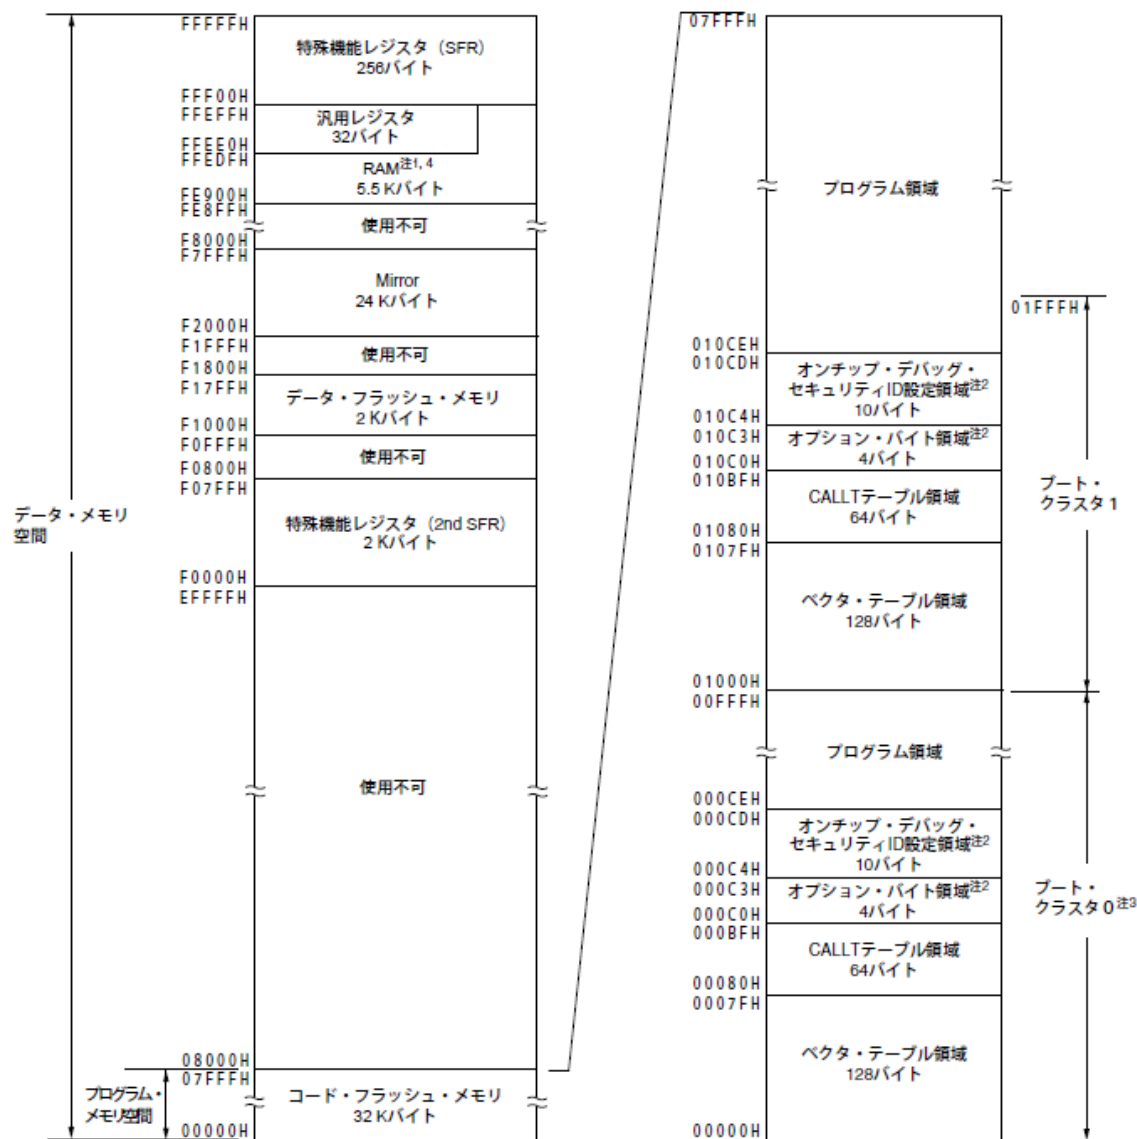 FFFFFH
特殊機能レジスタ（SFR）
256バイト
FFF00H
FFEFFH
汎用レジスタ
32バイト
FFEE0H
FFEDFH
RAM注1, 4
5.5 Kバイト
FE900H
FE8FFH
使用不可
F8000H
F7FFFH
Mirror
24 Kバイト
F2000H
F1FFFH
使用不可
F1800H
F17FFH
データ・フラッシュ・メモリ
2 Kバイト
F1000H
F0FFFH
使用不可
F0800H
F07FFH
特殊機能レジスタ（2nd SFR）
2 Kバイト
F0000H
EFFFFH
データ・メモリ
空間
使用不可
08000H
07FFFH
コード・フラッシュ・メモリ
32 Kバイト
プログラム・
メモリ空間
00000H
07FFFH
プログラム領域
01FFFH
010CEH
010CDH
オンチップ・デバッグ・
セキュリティID設定領域注2
10バイト
010C4H
010C3H
オプション・バイト領域注2
4バイト
010C0H
010BFH
CALLTテーブル領域
64バイト
01080H
0107FH
ベクタ・テーブル領域
128バイト
01000H
00FFFH
ブート・
クラスタ1
プログラム領域
000CEH
000CDH
オンチップ・デバッグ・
セキュリティID設定領域注2
10バイト
000C4H
000C3H
オプション・バイト領域注2
4バイト
000C0H
000BFH
CALLTテーブル領域
64バイト
00080H
0007FH
ベクタ・テーブル領域
128バイト
00000H
ブート・
クラスタ0注3